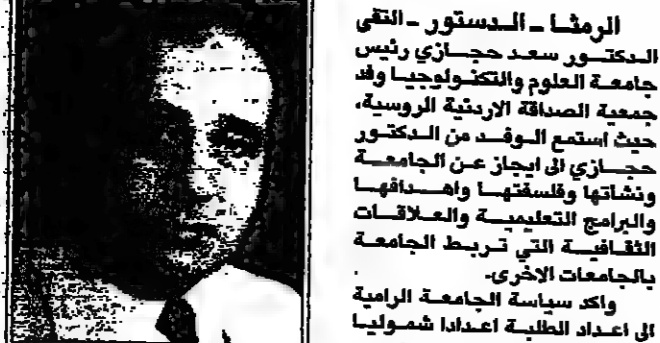 الرمثا - الدستور - التقى
الدكتور سعد حجازي رئيس
جامعة العلوم والتكنولوجيا وفد
جمعية الصداقة الاردنية الروسية،
حيث استمع الوفد من الدكتور
حجازي الى ايجاز عن الجامعة
ونشاتها وفلسفتها واهدافها
والبرامج التعليمية والعلاقات
الثقافية التي تربط الجامعة
بالجامعات الاخرى.
واكد سياسة الجامعة الرامية
الى اعداد الطلبة اعدادا شموليا